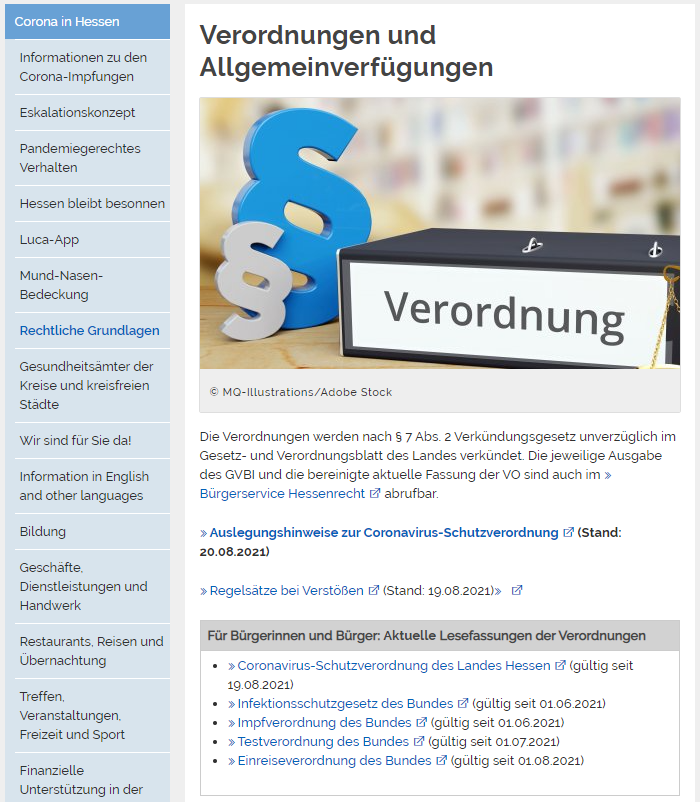 Corona in Hessen
Informationen zu den
Corona-Impfungen
Eskalationskonzept
Pandemiegerechtes
Verhalten
Hessen bleibt besonnen
Luca-App
Mund-Nasen-
Bedeckung
Rechtliche Grundlagen
Gesundheitsämter der
Kreise und kreisfreien
Städte
Wir sind für Sie da!
Information in English
and other languages
Bildung
Geschäfte,
Dienstleistungen und
Handwerk
Restaurants, Reisen und
Übernachtung
Treffen,
Veranstaltungen,
Freizeit und Sport
Finanzielle
Unterstützung in der
Verordnungen und
Allgemeinverfügungen
§
§
Verordnung
© MQ-Illustrations/Adobe Stock
Die Verordnungen werden nach § 7 Abs. 2 Verkündungsgesetz unverzüglich im
Gesetz- und Verordnungsblatt des Landes verkündet. Die jeweilige Ausgabe
des GVBI und die bereinigte aktuelle Fassung der VO sind auch im »
Bürgerservice Hessenrecht abrufbar.
» Auslegungshinweise zur Coronavirus-Schutzverordnung (Stand:
20.08.2021)
» Regelsätze bei Verstößen (Stand: 19.08.2021)»
Für Bürgerinnen und Bürger: Aktuelle Lesefassungen der Verordnungen
• » Coronavirus-Schutzverordnung des Landes Hessen (gültig seit
19.08.2021)
• » Infektionsschutzgesetz des Bundes (gültig seit 01.06.2021)
• » Impfverordnung des Bundes (gültig seit 01.06.2021)
• » Testverordnung des Bundes (gültig seit 01.07.2021)
• » Einreiseverordnung des Bundes (gültig seit 01.08.2021)